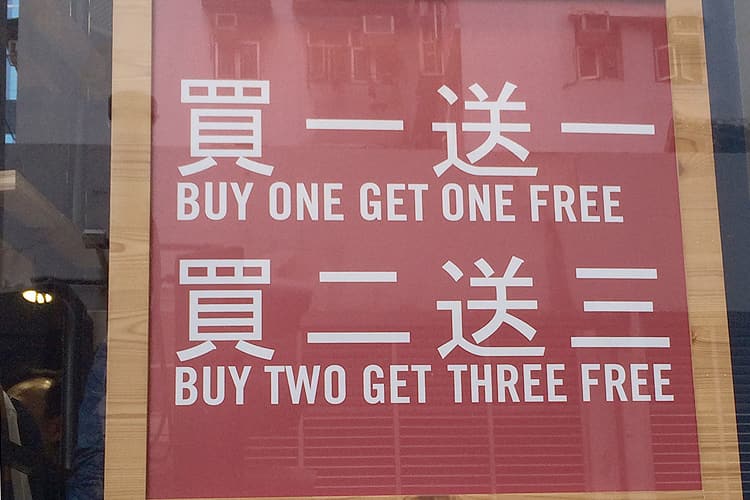 買一送一
BUY ONE GET ONE FREE
買二送三
BUY TWO GET THREE FREE